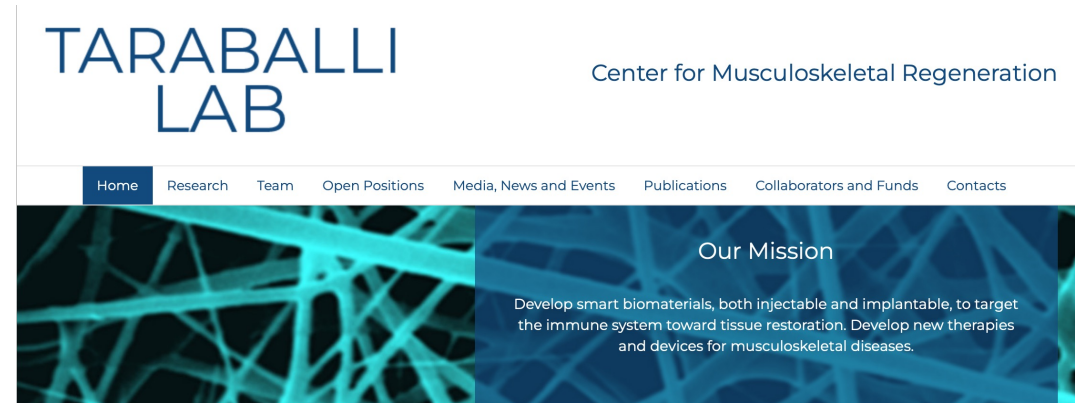 TARABALLI
LAB
Center for Musculoskeletal Regeneration
Home Research Team Open Positions Media, News and Events Publications Collaborators and Funds Contacts
Our Mission
Develop smart biomaterials, both injectable and implantable, to target
the immune system toward tissue restoration. Develop new therapies
and devices for musculoskeletal diseases.